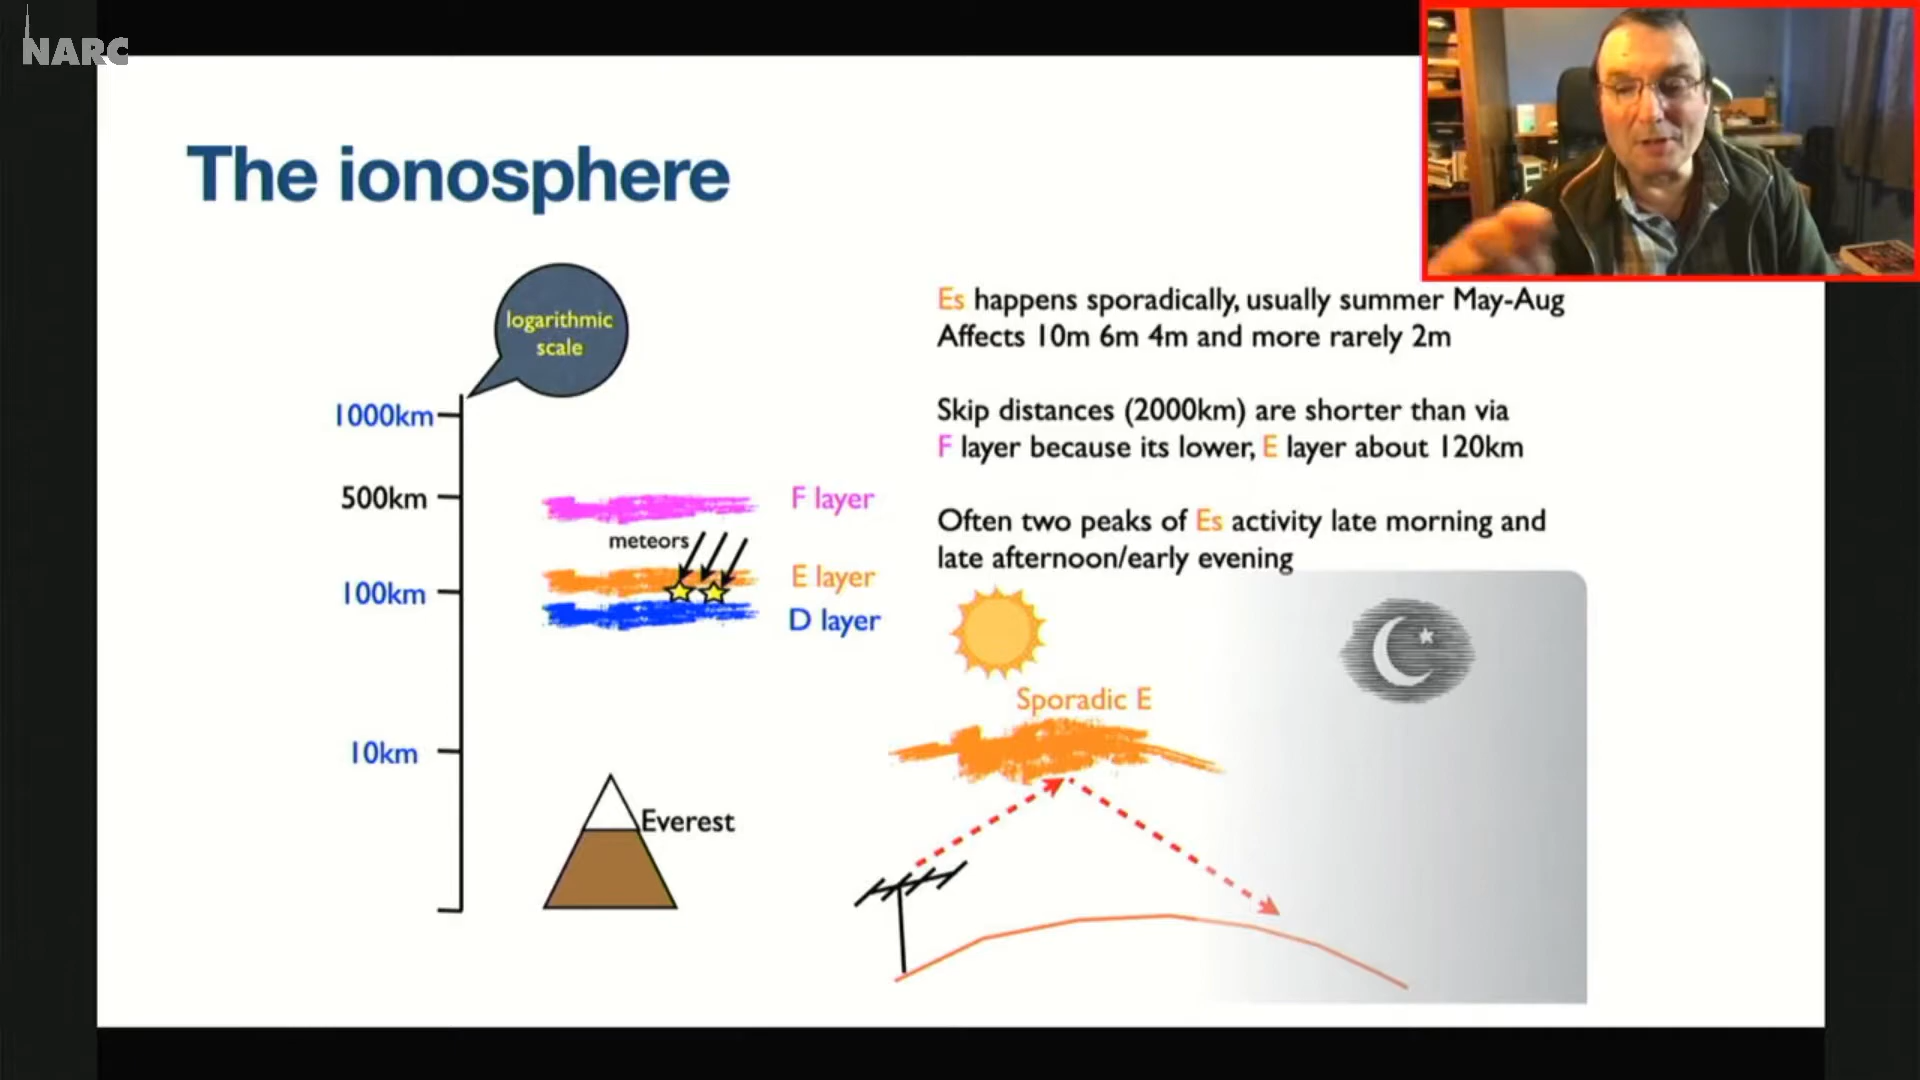 NARC
The ionosphere
logarithmic
scale
1000km
500km
100km
10km
F layer
meteors
E layer
D layer
Everest
Es happens sporadically, usually summer May-Aug
Affects 10m 6m 4m and more rarely 2m
Skip distances (2000km) are shorter than via
F layer because its lower, E layer about 120km
Often two peaks of Es activity late morning and
late afternoon/early evening
Sporadic E